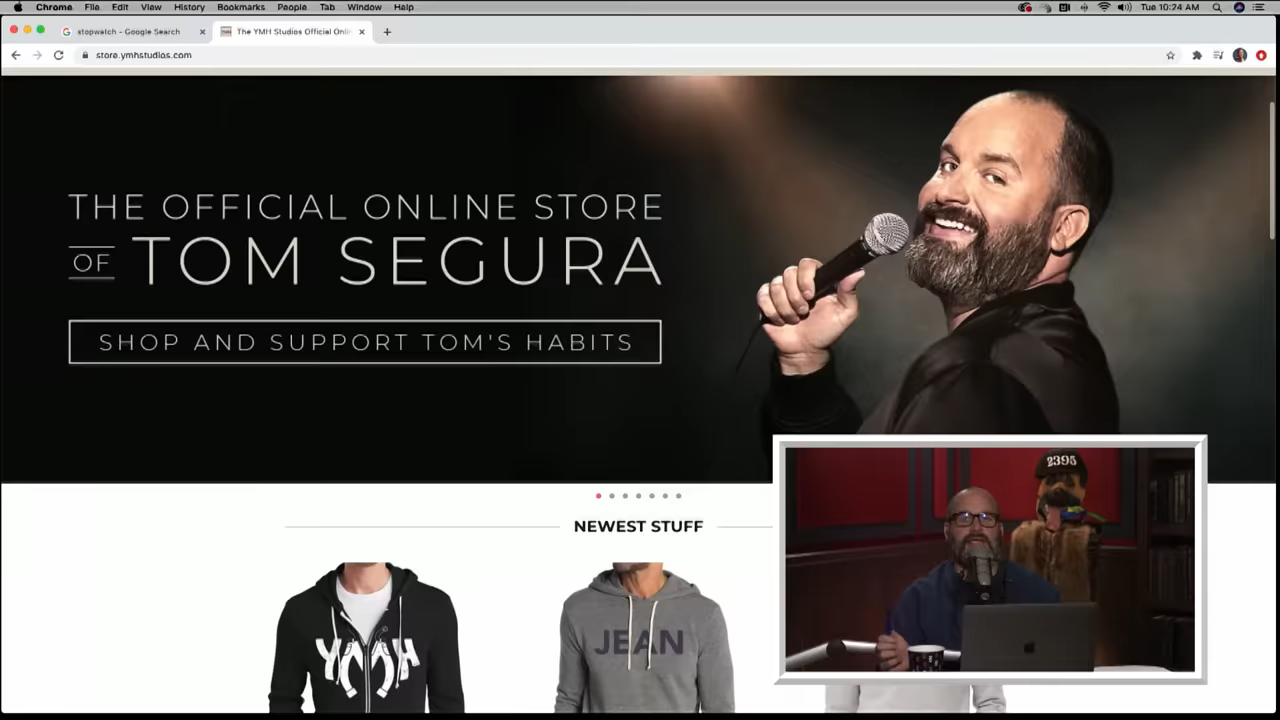 Chrome File Edit View History Bookmarks People Tab Window Help
Tue 10:24 AM
stopwatch - Google Search
The YMH Studios Official Onli
store.ymhstudios.com
THE OFFICIAL ONLINE STORE
OF TOM SEGURA
SHOP AND SUPPORT TOM'S HABITS
2395
NEWEST STUFF
YMH
JEAN